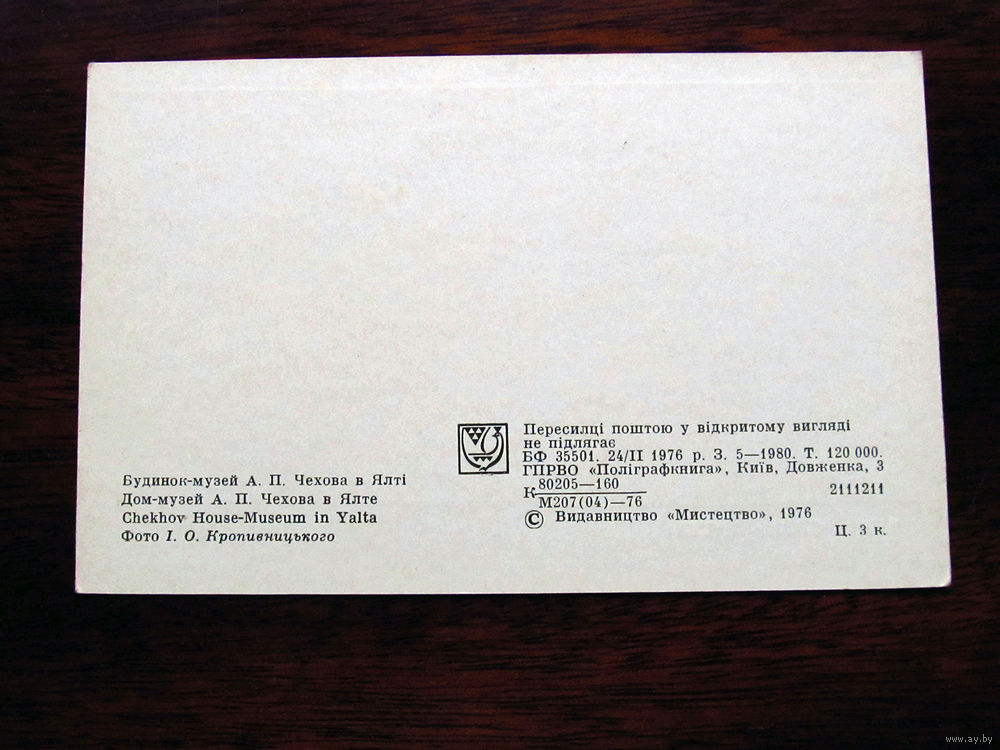 Будинок-музей А. П. Чехова в Ялті
Дом-музей А. П. Чехова в Ялте
Chekhov House-Museum in Yalta
Фото І. О. Кропивницького
Пересилці поштою у відкритому вигляді
не підлягає
БФ 35501. 24/II 1976 р. З. 5—1980. Т. 120 000.
ГПРВО «Поліграфкнига», Київ, Довженка, 3
К 80205—160
М207(04)—76
2111211
© Видавництво «Мистецтво», 1976
Ц. 3 к.
www.ay.by